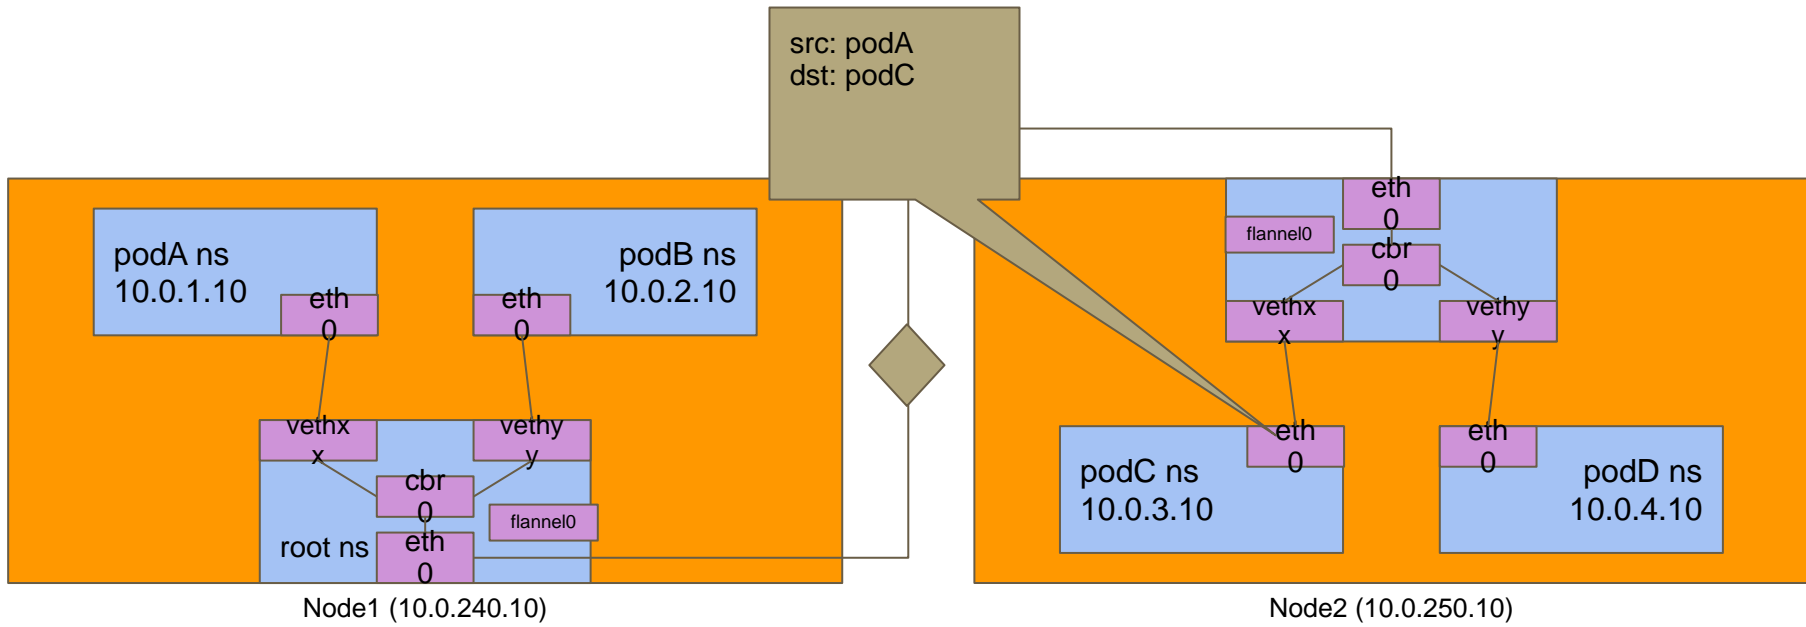 src: podA
dst: podC
podA ns
10.0.1.10
eth
0
podB ns
10.0.2.10
eth
0
vethx
x
vethy
y
cbr
0
flannel0
root ns
eth
0
Node1 (10.0.240.10)
eth
0
flannel0
cbr
0
vethx
x
vethy
y
podC ns
10.0.3.10
eth
0
eth
0
podD ns
10.0.4.10
Node2 (10.0.250.10)